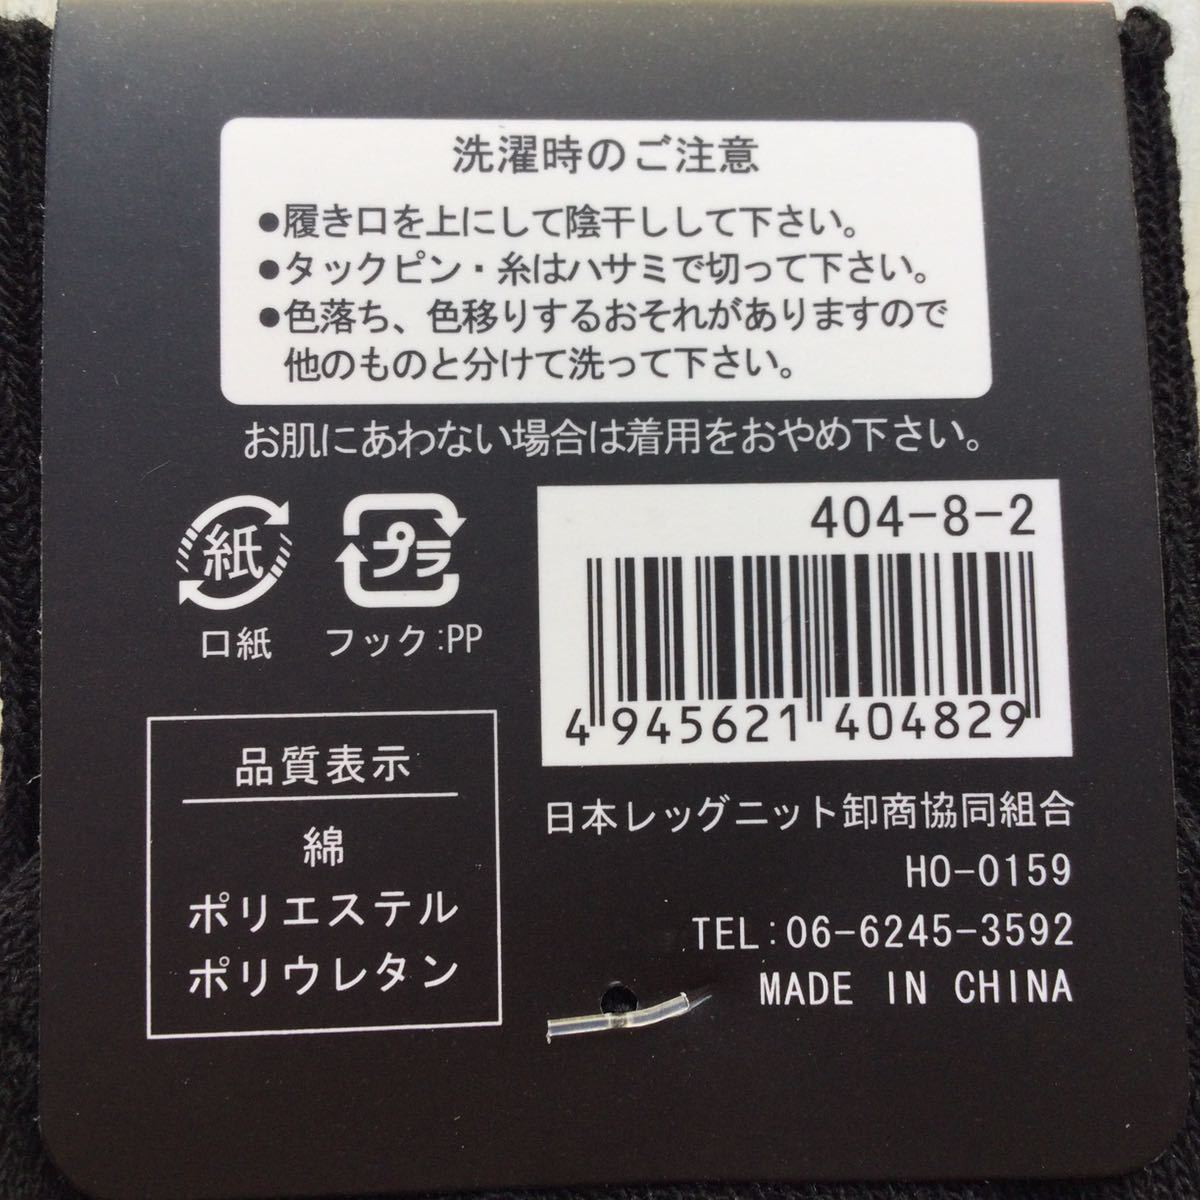 洗濯時のご注意
●履き口を上にして陰干しして下さい。
●タックピン・糸はハサミで切って下さい。
●色落ち、色移りするおそれがありますので
他のものと分けて洗って下さい。
お肌にあわない場合は着用をおやめ下さい。
紙
口紙
プラ
フック:PP
404-8-2
4 945621 404829
品質表示
綿
ポリエステル
ポリウレタン
日本レッグニット卸商協同組合
HO-0159
TEL:06-6245-3592
MADE IN CHINA